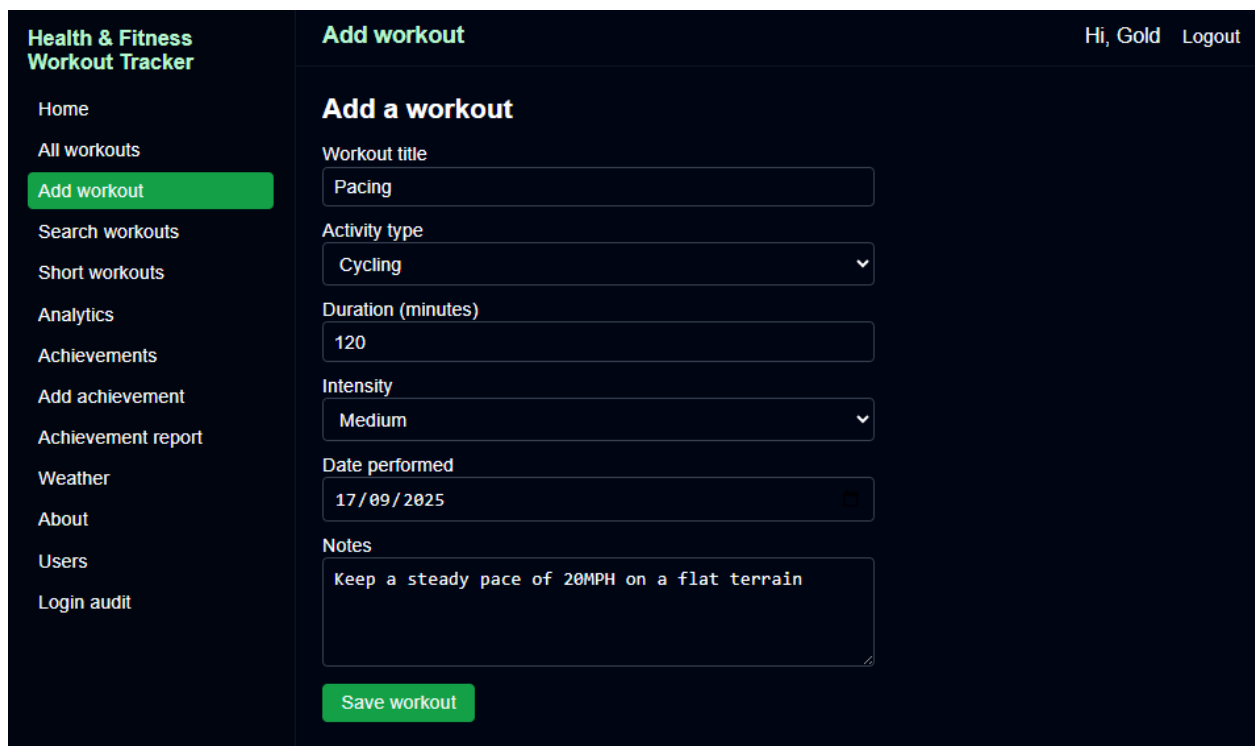 Health & Fitness
Workout Tracker
Home
All workouts
Add workout
Search workouts
Short workouts
Analytics
Achievements
Add achievement
Achievement report
Weather
About
Users
Login audit
Add workout
Hi, Gold Logout
Add a workout
Workout title
Pacing
Activity type
Cycling
Duration (minutes)
120
Intensity
Medium
Date performed
17/09/2025
Notes
Keep a steady pace of 20MPH on a flat terrain
Save workout